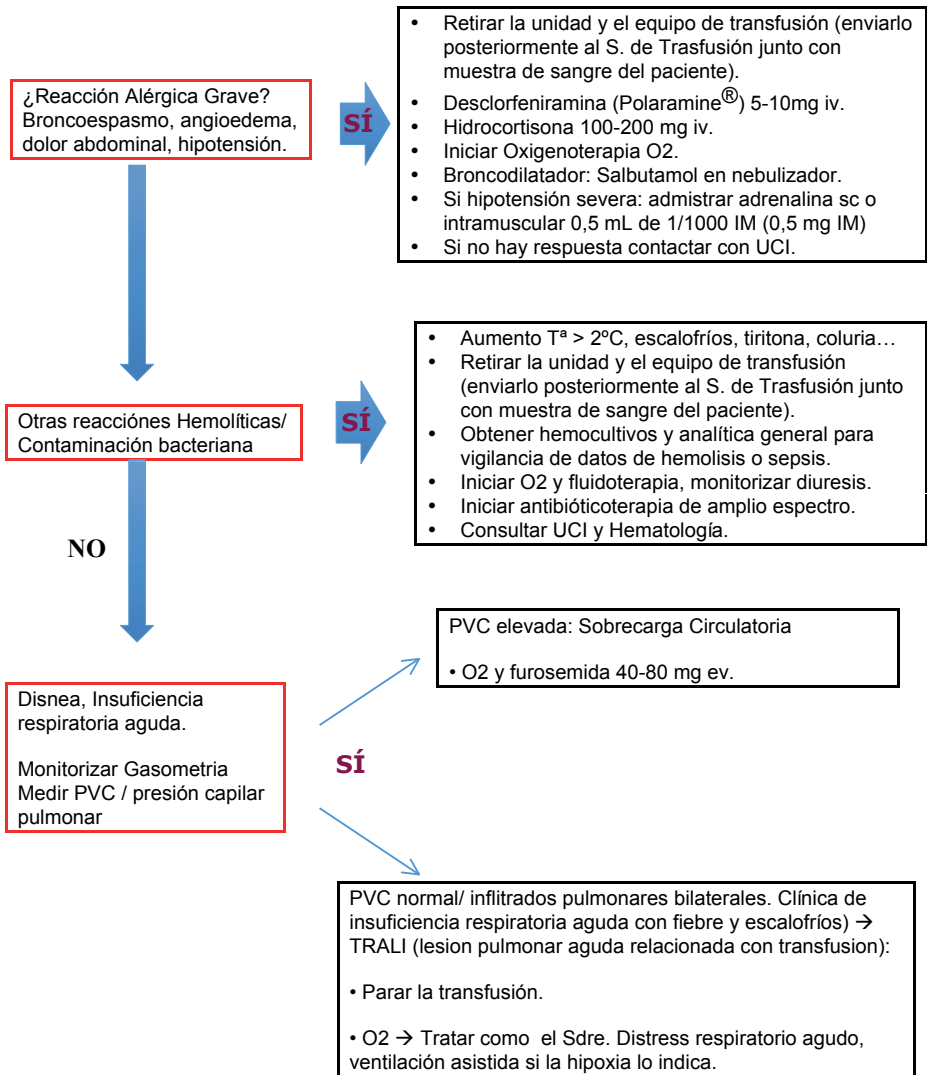 ¿Reacción Alérgica Grave?
Broncoespasmo, angioedema,
dolor abdominal, hipotensión.
SÍ
• Retirar la unidad y el equipo de transfusión (enviarlo
posteriormente al S. de Trasfusión junto con
muestra de sangre del paciente).
• Desclorfeniramina (Polaramine®) 5-10mg iv.
• Hidrocortisona 100-200 mg iv.
• Iniciar Oxigenoterapia O2.
• Broncodilatador: Salbutamol en nebulizador.
• Si hipotensión severa: admistrar adrenalina sc o
intramuscular 0,5 mL de 1/1000 IM (0,5 mg IM)
• Si no hay respuesta contactar con UCI.
Otras reacciónes Hemolíticas/
Contaminación bacteriana
SÍ
• Aumento Tª > 2ºC, escalofríos, tiritona, coluria…
• Retirar la unidad y el equipo de transfusión
(enviarlo posteriormente al S. de Trasfusión junto
con muestra de sangre del paciente).
• Obtener hemocultivos y analítica general para
vigilancia de datos de hemolisis o sepsis.
• Iniciar O2 y fluidoterapia, monitorizar diuresis.
• Iniciar antibióticoterapia de amplio espectro.
• Consultar UCI y Hematología.
NO
Disnea, Insuficiencia
respiratoria aguda.
Monitorizar Gasometria
Medir PVC / presión capilar
pulmonar
SÍ
PVC elevada: Sobrecarga Circulatoria
• O2 y furosemida 40-80 mg ev.
PVC normal/ inflitrados pulmonares bilaterales. Clínica de
insuficiencia respiratoria aguda con fiebre y escalofríos) →
TRALI (lesion pulmonar aguda relacionada con transfusion):
• Parar la transfusión.
• O2 → Tratar como el Sdre. Distress respiratorio agudo,
ventilación asistida si la hipoxia lo indica.